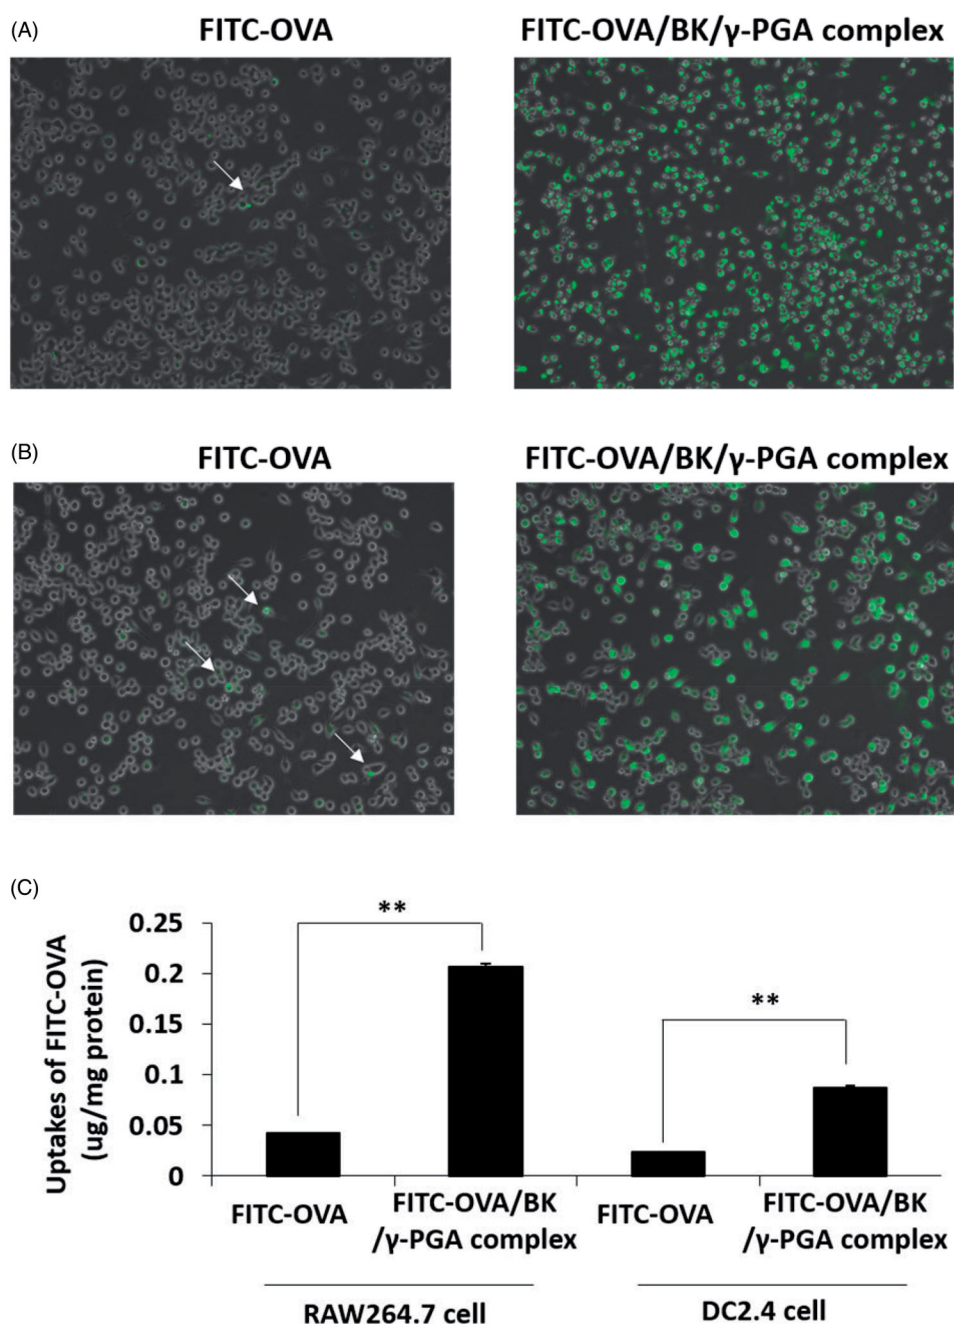 (A)
FITC-OVA
FITC-OVA/BK/γ-PGA complex
(B)
FITC-OVA
FITC-OVA/BK/γ-PGA complex
(C)
Uptakes of FITC-OVA
(ug/mg protein)
0.25
0.2
0.15
0.1
0.05
0
**
**
FITC-OVA
FITC-OVA/BK
/γ-PGA complex
FITC-OVA
FITC-OVA/BK
/γ-PGA complex
RAW264.7 cell
DC2.4 cell